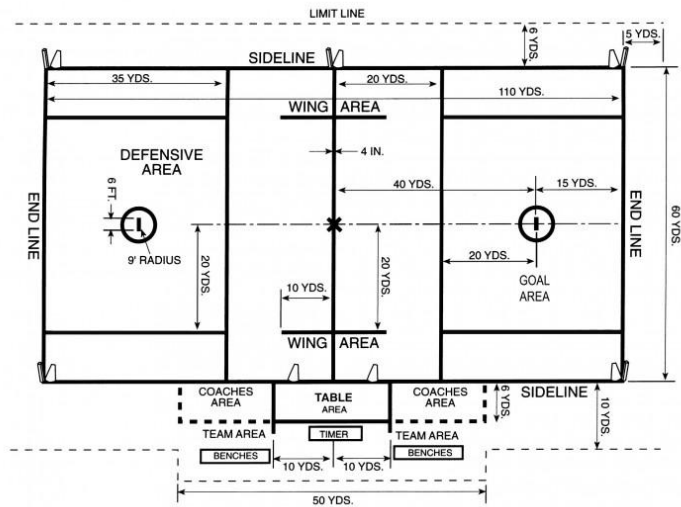 LIMIT LINE
6 YDS.
5 YDS.
SIDELINE
35 YDS.
20 YDS.
110 YDS.
WING AREA
DEFENSIVE
AREA
4 IN.
6 FT.
40 YDS.
15 YDS.
END LINE
END LINE
60 YDS.
9' RADIUS
20 YDS.
20 YDS.
20 YDS.
10 YDS.
GOAL
AREA
WING AREA
COACHES
AREA
TABLE
AREA
COACHES
AREA
6 YDS.
SIDELINE
10 YDS.
TEAM AREA
TIMER
TEAM AREA
BENCHES
BENCHES
10 YDS.
10 YDS.
50 YDS.